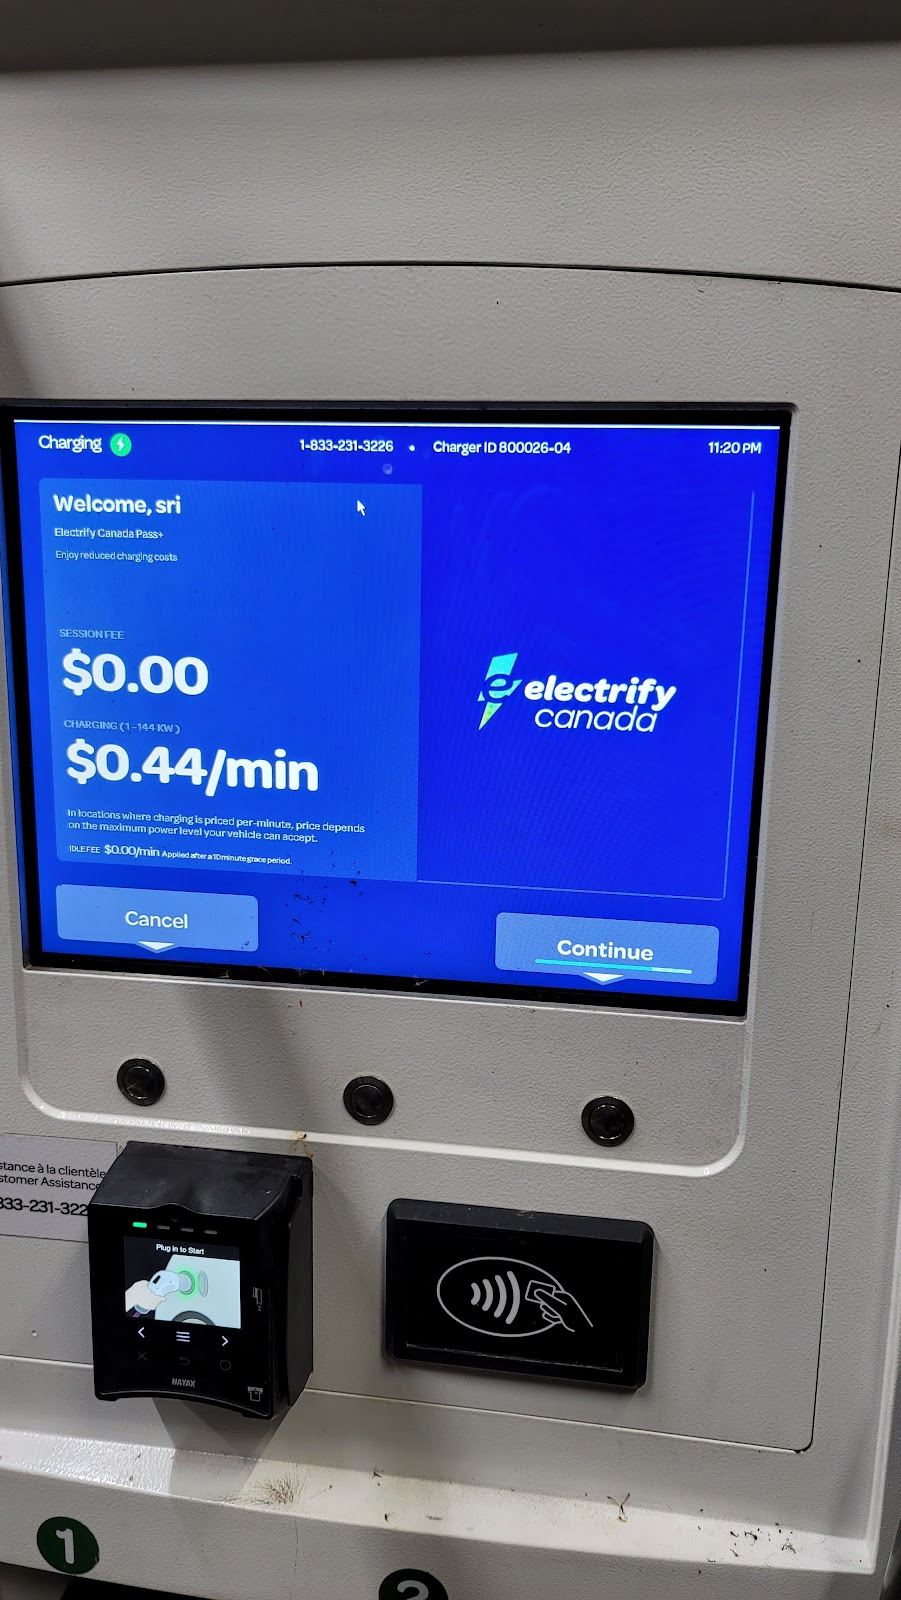 Charging
1-833-231-3226 • Charger ID 800026-04
11:20 PM
Welcome, sri
Electrify Canada Pass+
Enjoy reduced charging costs
SESSION FEE
$0.00
CHARGING (1-144 KW)
$0.44/min
In locations where charging is priced per-minute, price depends
on the maximum power level your vehicle can accept.
IDLE FEE $0.00/min Applied after a 10 minute grace period.
electrify
canada
Cancel
Continue
stance à la clientèle
stomer Assistance
833-231-322
Plug in to Start
NAYAX
1
2